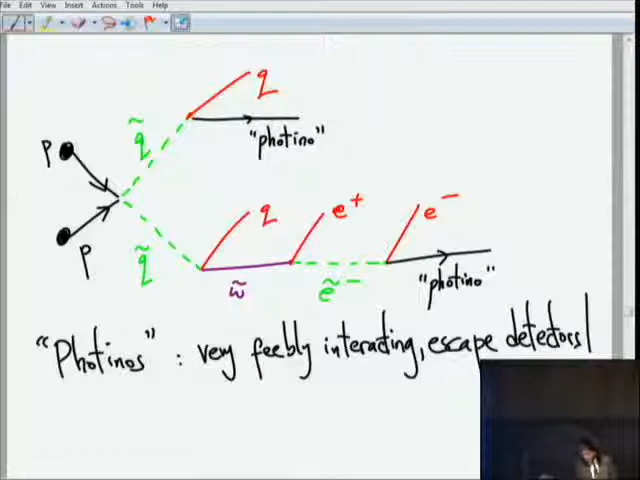 File Edit View Insert Actions Tools Help
q
p q̃ "photino"
q e+ e−
p q̃ w̃ ẽ− "photino"
"Photinos" : very feebly interacting, escape detectors!